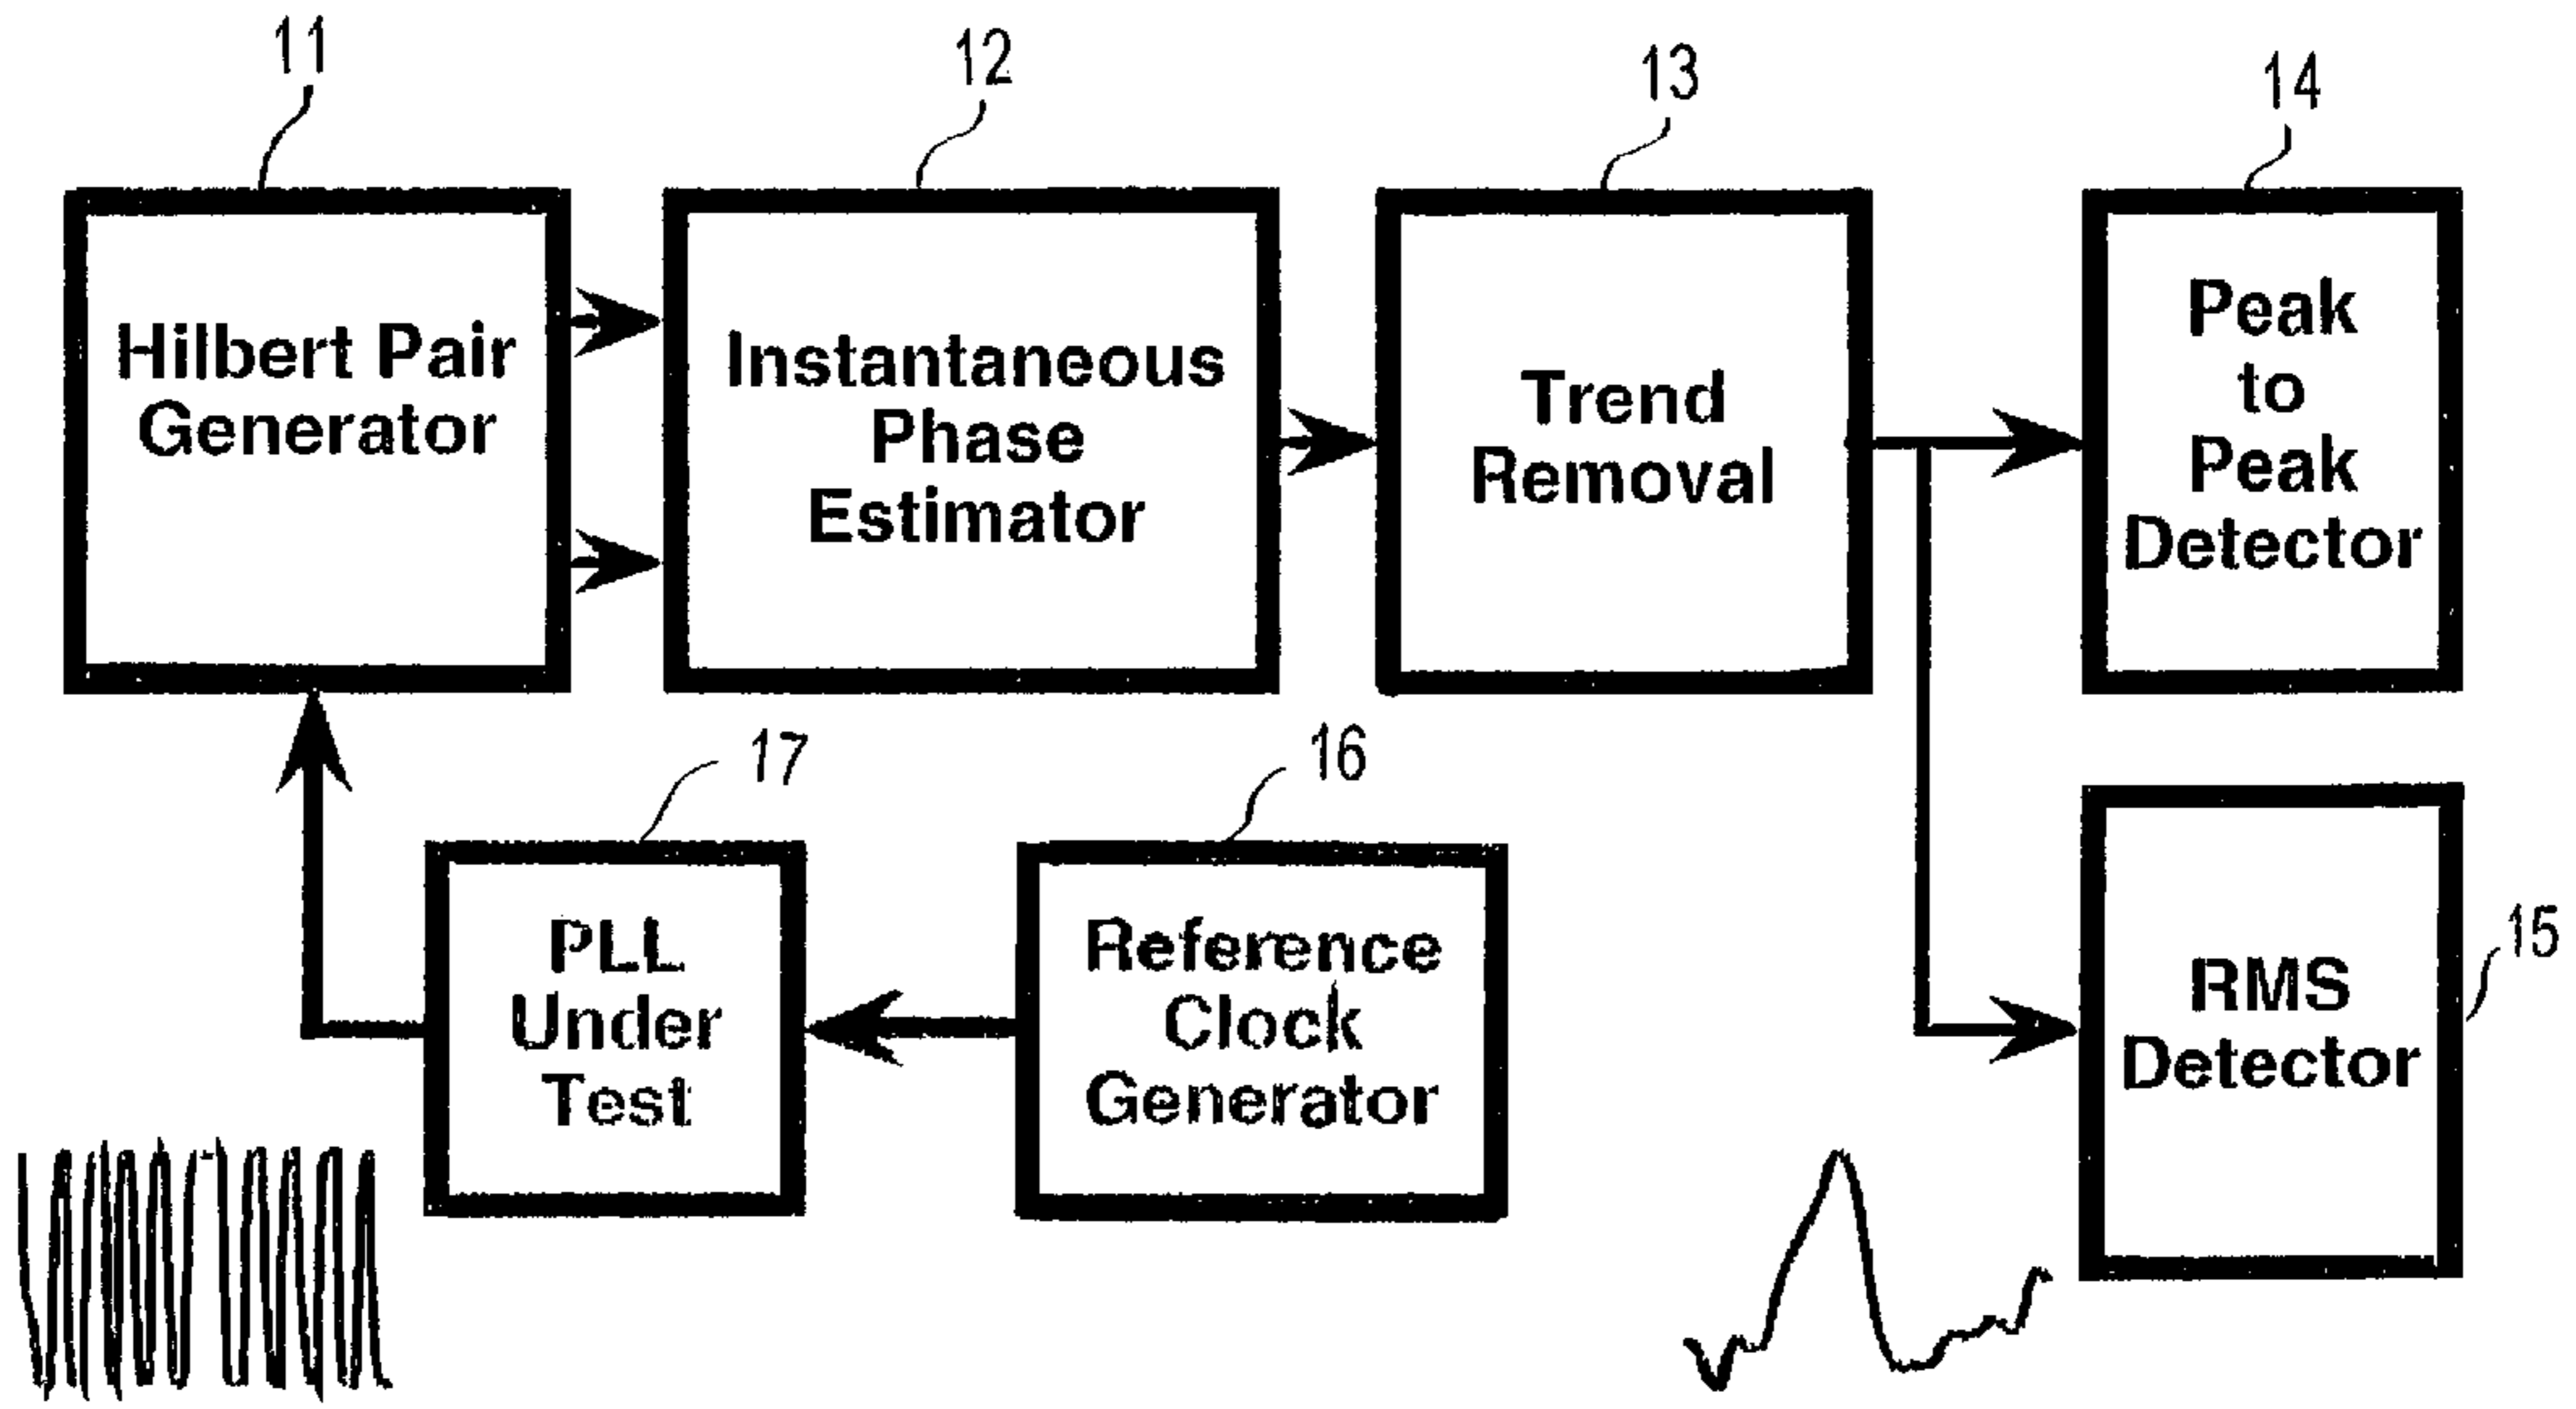 11
12
13
14
Hilbert Pair
Generator
Instantaneous
Phase
Estimator
Trend
Removal
Peak
to
Peak
Detector
17
16
15
PLL
Under
Test
Reference
Clock
Generator
RMS
Detector